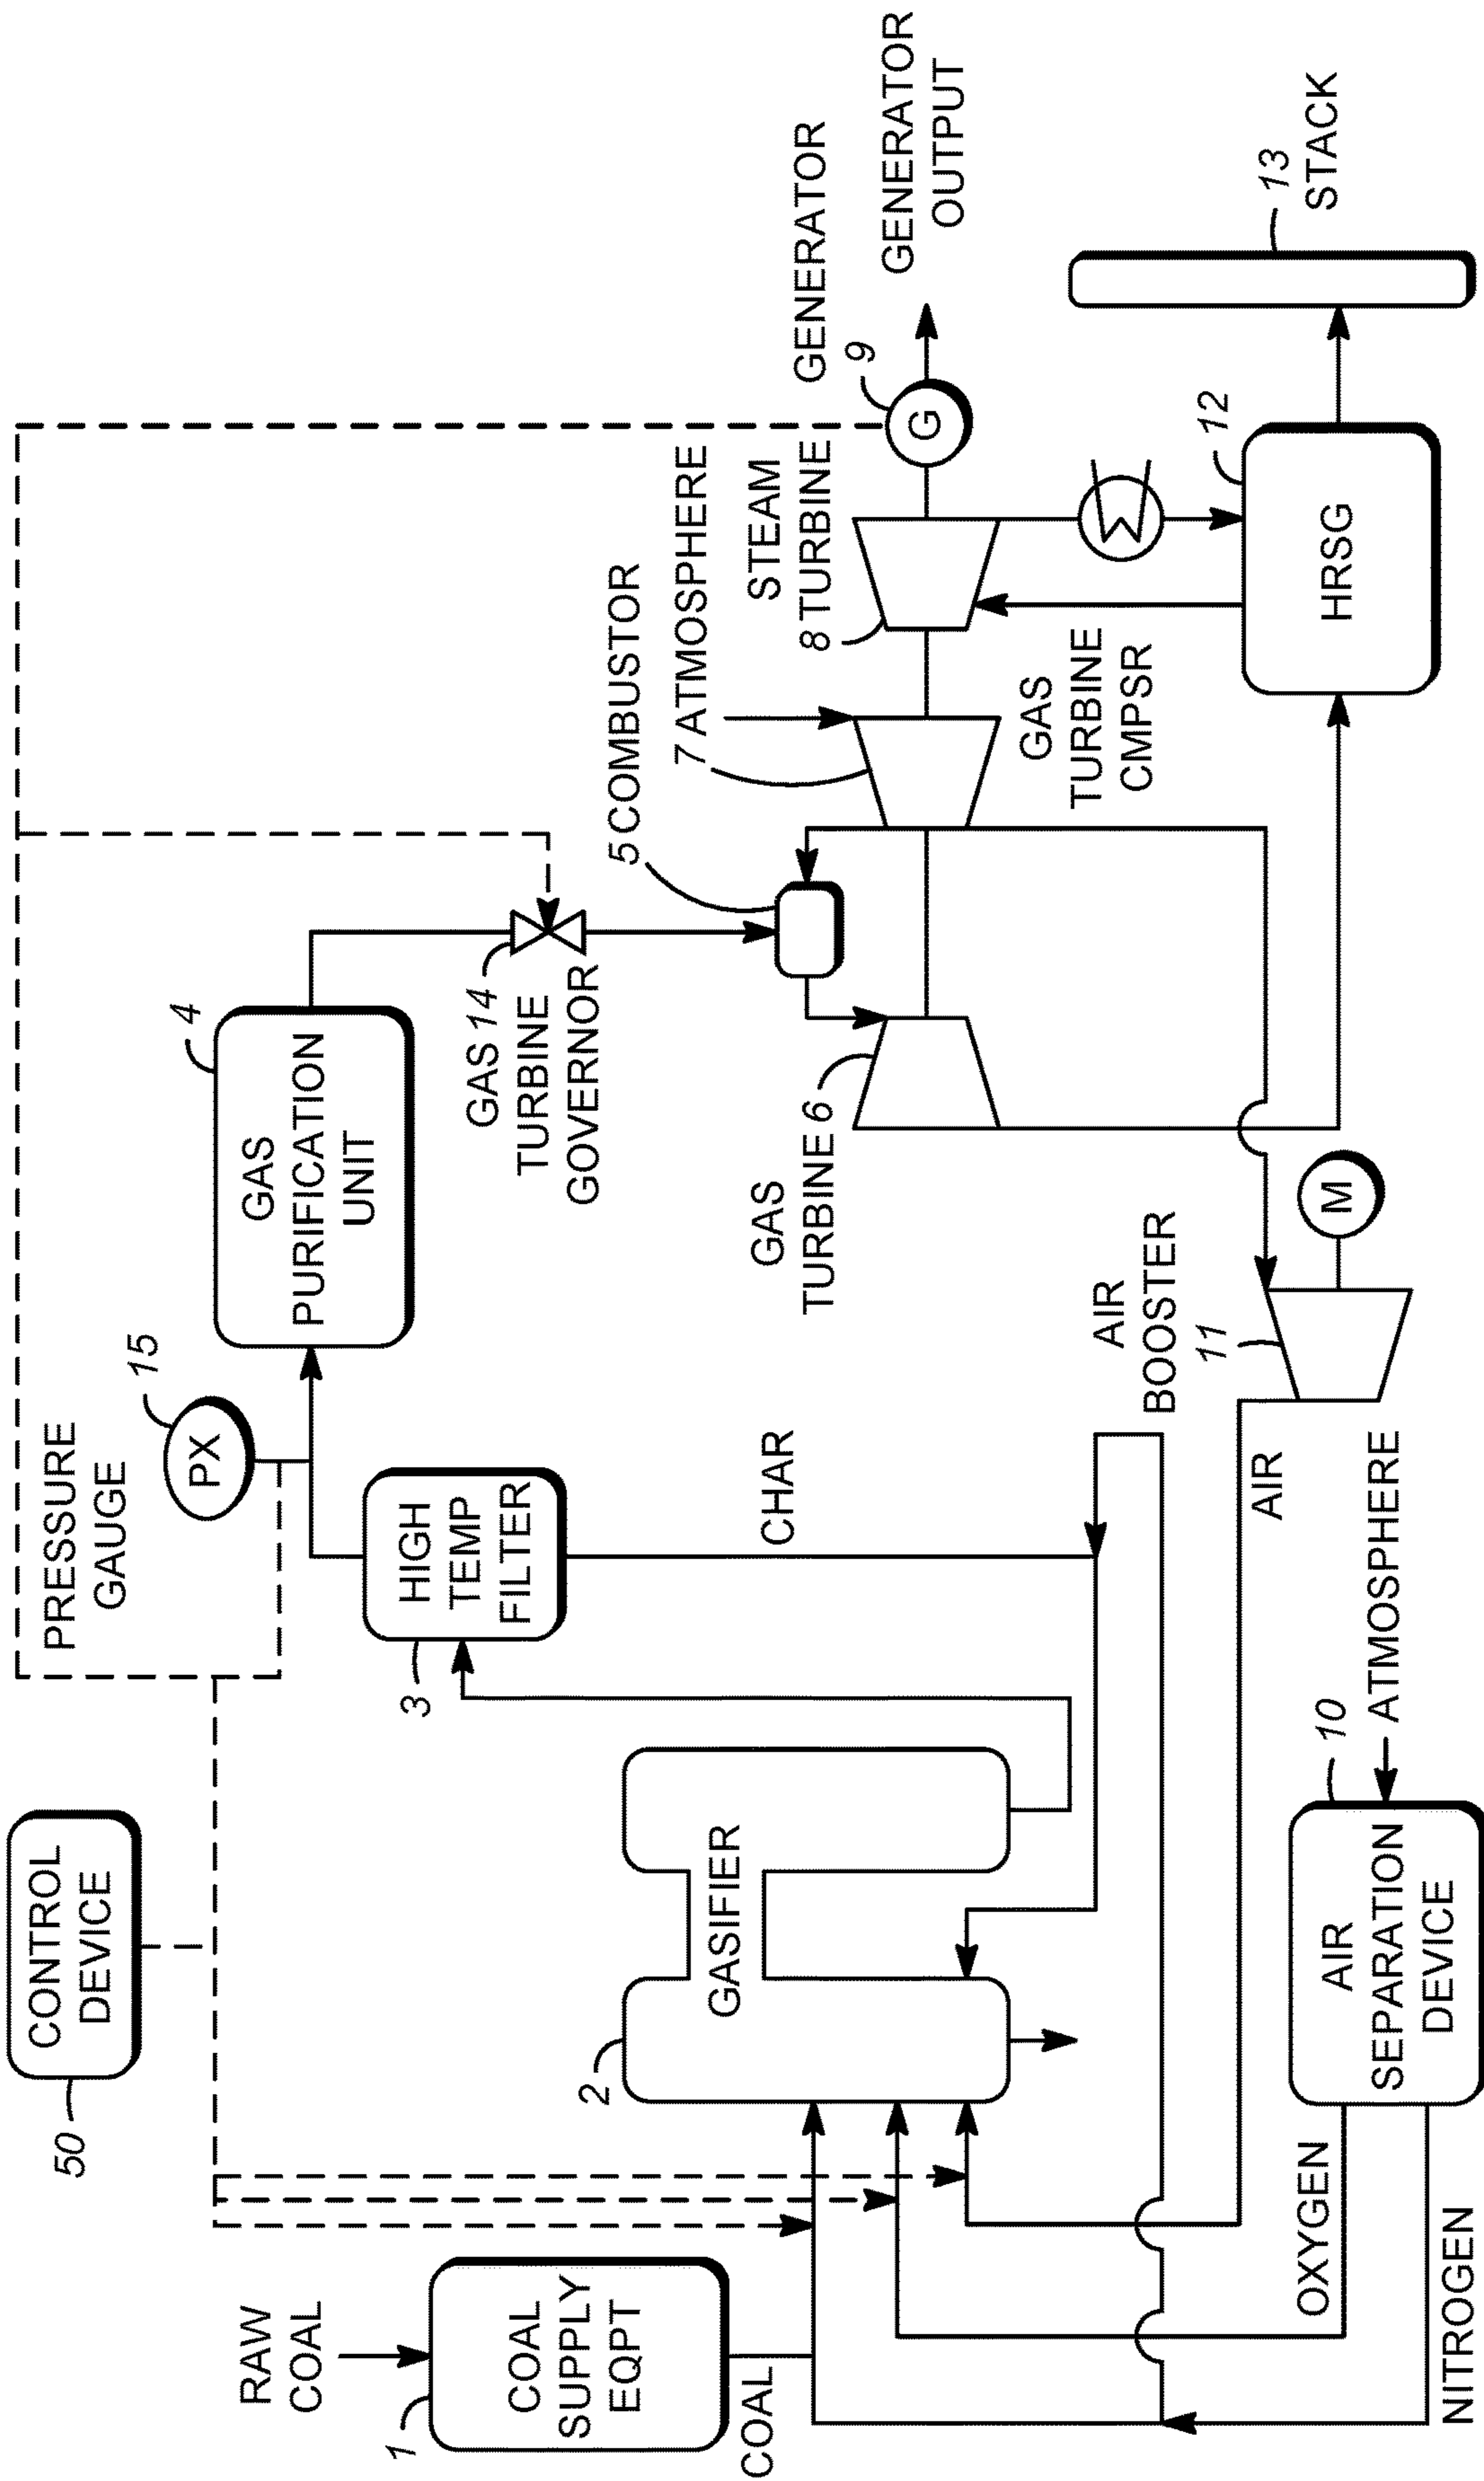 50
CONTROL
DEVICE
PRESSURE
GAUGE
15
PX
4
GAS
PURIFICATION
UNIT
RAW
COAL
1
COAL
SUPPLY
EQPT
COAL
2
GASIFIER
3
HIGH
TEMP
FILTER
CHAR
GAS 14
TURBINE
GOVERNOR
5 COMBUSTOR
7 ATMOSPHERE
STEAM
8 TURBINE
GENERATOR
9
G
GENERATOR
OUTPUT
GAS
TURBINE 6
GAS
TURBINE
CMPSR
12
HRSG
13
STACK
AIR
BOOSTER
11
M
AIR
ATMOSPHERE
10
AIR
SEPARATION
DEVICE
OXYGEN
NITROGEN